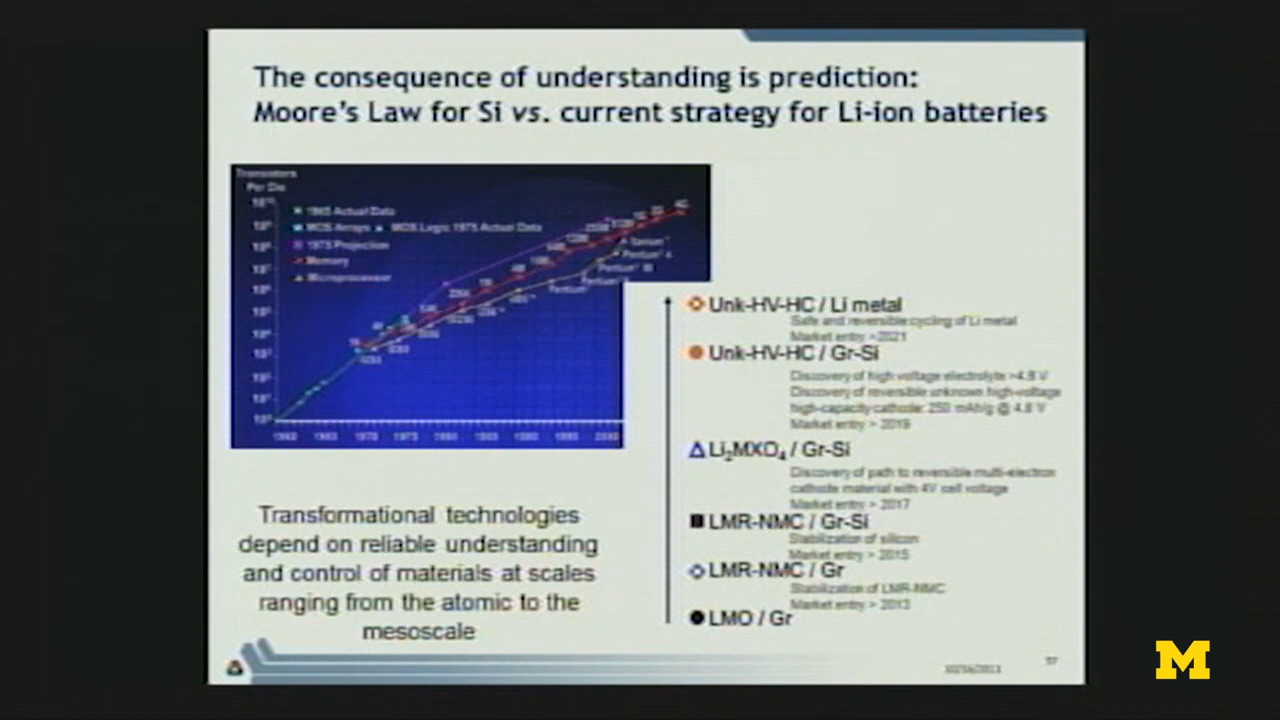 The consequence of understanding is prediction:
Moore's Law for Si vs. current strategy for Li-ion batteries
Transistors
Per Die
1965 Actual Data
MOS Arrays MOS Logic 1975 Actual Data
1975 Projection
Memory
Microprocessor
Pentium® 4
Pentium® III
Pentium®
1960 1965 1970 1975 1980 1985 1990 1995 2000
Unk-HV-HC / Li metal
Safe and reversible cycling of Li metal
Market entry >2021
Unk-HV-HC / Gr-Si
Discovery of high voltage electrolyte >4.8 V
Discovery of reversible unknown high-voltage
high-capacity cathode: 250 mAh/g @ 4.8 V
Market entry > 2019
Li₂MXO₄ / Gr-Si
Discovery of path to reversible multi-electron
cathode material with 4V cell voltage
Market entry > 2017
LMR-NMC / Gr-Si
Stabilization of silicon
Market entry > 2015
LMR-NMC / Gr
Stabilization of LMR-NMC
Market entry > 2013
LMO / Gr
Transformational technologies
depend on reliable understanding
and control of materials at scales
ranging from the atomic to the
mesoscale
M